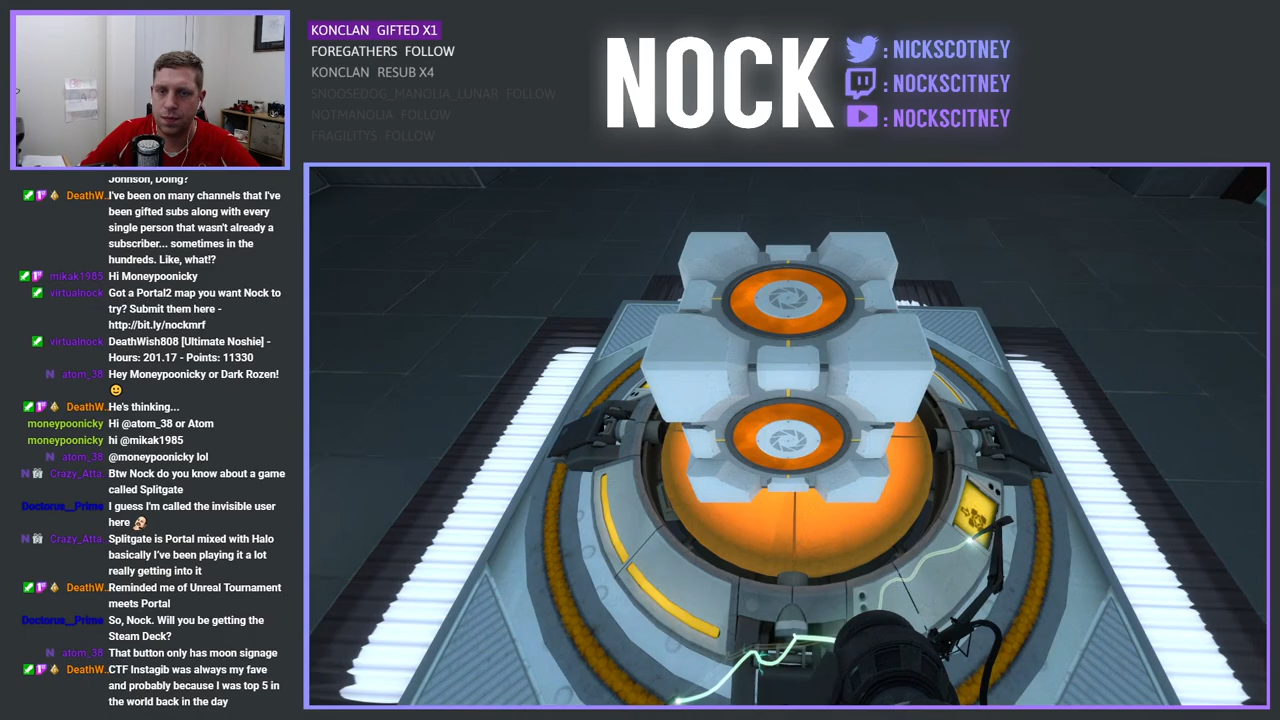 KONCLAN GIFTED X1
FOREGATHERS FOLLOW
KONCLAN RESUB X4
SNOOSEDOG_MANOLIA_LUNAR FOLLOW
NOTMANOLIA FOLLOW
FRAGILITYS FOLLOW
NOCK
: NICKSCOTNEY
: NOCKSCITNEY
: NOCKSCITNEY
Johnson, Doing?
DeathW.. I've been on many channels that I've
been gifted subs along with every
single person that wasn't already a
subscriber... sometimes in the
hundreds. Like, what!?
mikak1985 Hi Moneypoonicky
virtualnock Got a Portal2 map you want Nock to
try? Submit them here -
http://bit.ly/nockmrf
virtualnock DeathWish808 [Ultimate Noshie] -
Hours: 201.17 - Points: 11330
atom_38 Hey Moneypoonicky or Dark Rozen!
DeathW.. He's thinking...
moneypoonicky Hi @atom_38 or Atom
moneypoonicky hi @mikak1985
atom_38 @moneypoonicky lol
Crazy_Atta.. Btw Nock do you know about a game
called Splitgate
Doctorus__Prime I guess I'm called the invisible user
here
Crazy_Atta.. Splitgate is Portal mixed with Halo
basically I've been playing it a lot
really getting into it
DeathW.. Reminded me of Unreal Tournament
meets Portal
Doctorus__Prime So, Nock. Will you be getting the
Steam Deck?
atom_38 That button only has moon signage
DeathW.. CTF Instagib was always my fave
and probably because I was top 5 in
the world back in the day